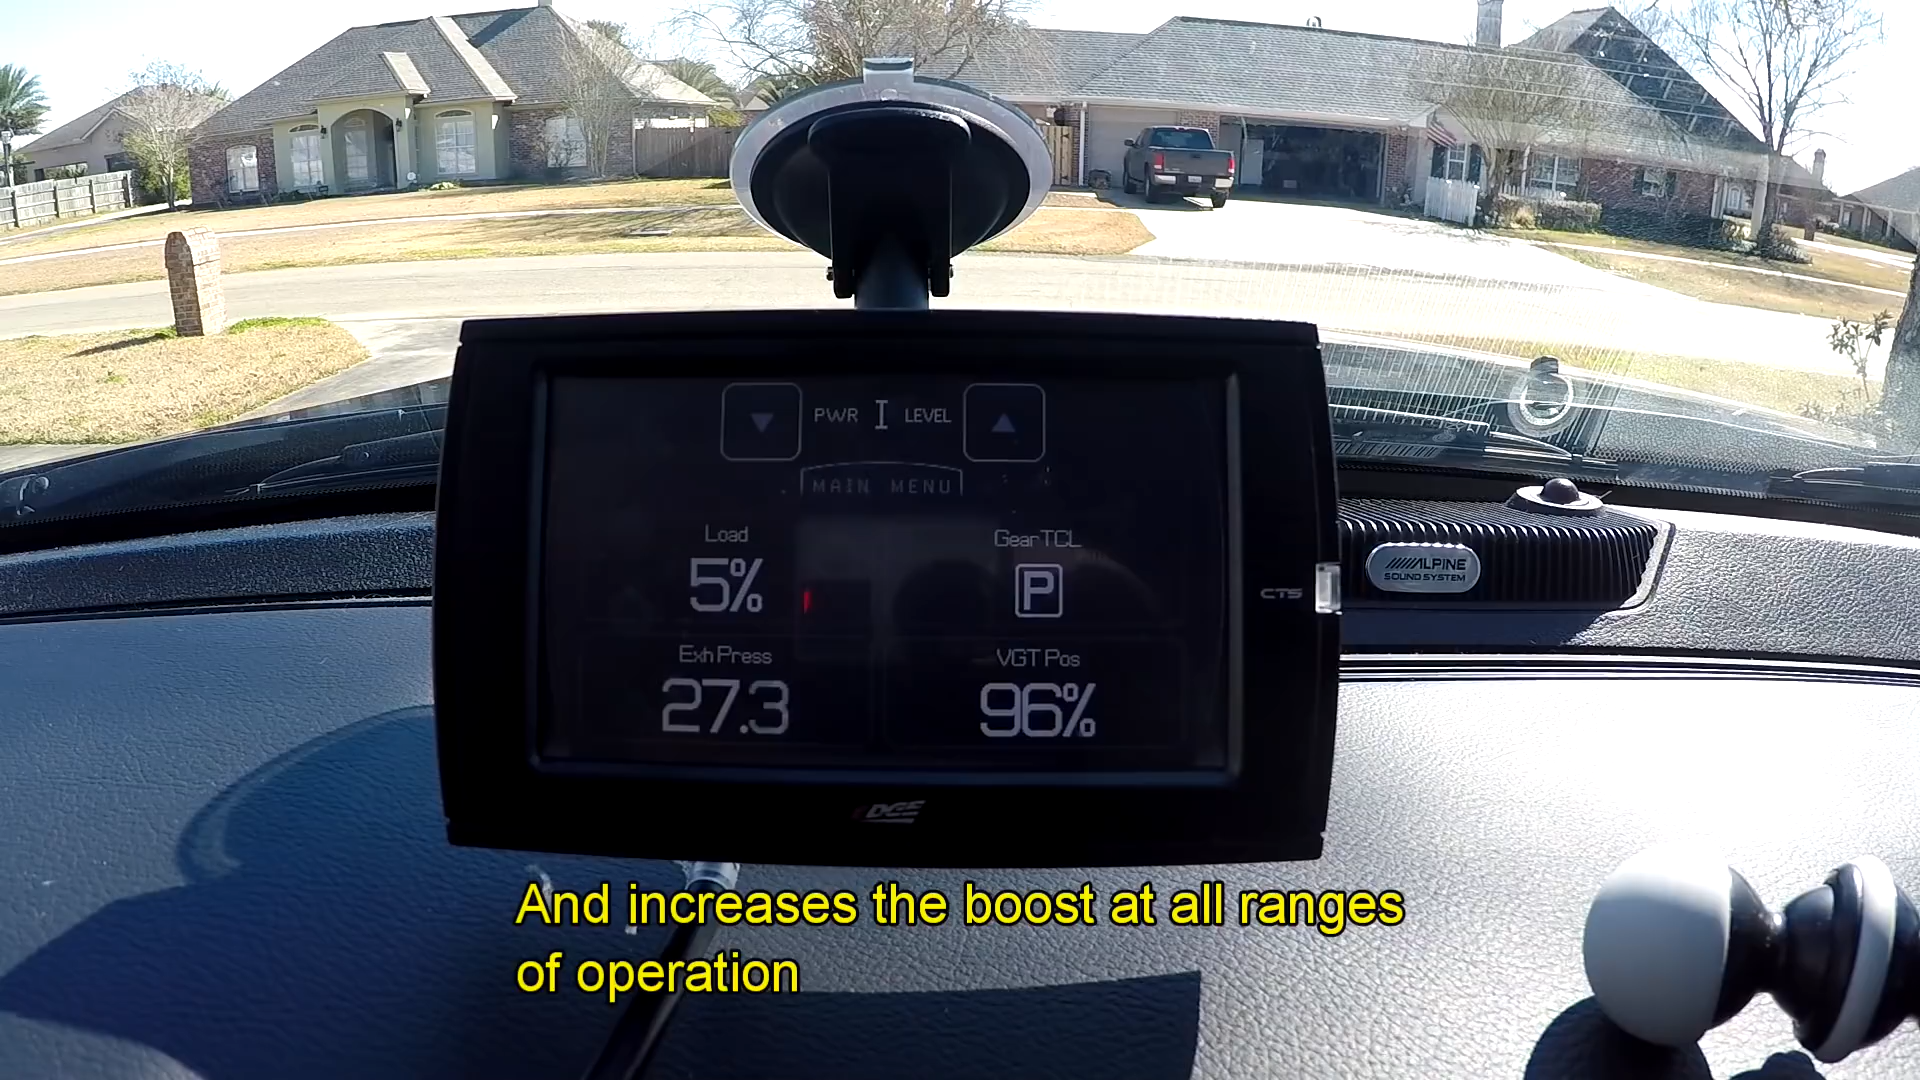 PWR I LEVEL
MAIN MENU
Load
5%
Gear TCL
P
Exh Press
27.3
VGT Pos
96%
CTS
EDGE
ALPINE
SOUND SYSTEM
And increases the boost at all ranges
of operation